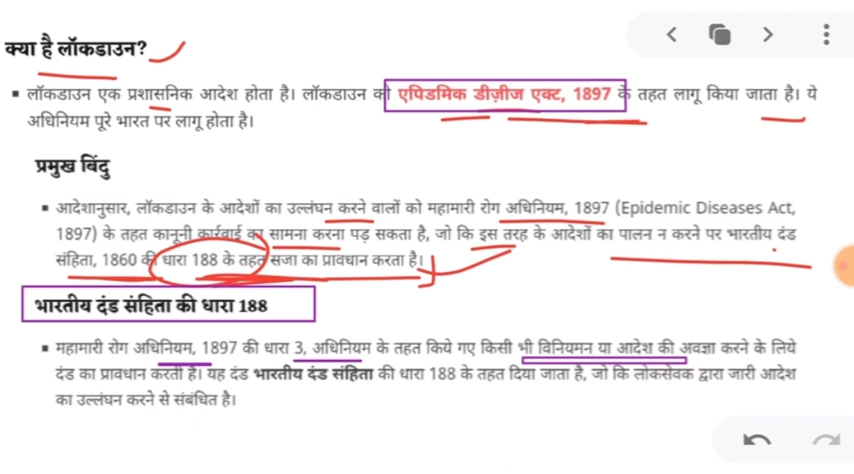 क्या है लॉकडाउन?
▪ लॉकडाउन एक प्रशासनिक आदेश होता है। लॉकडाउन को एपिडमिक डीज़ीज एक्ट, 1897 के तहत लागू किया जाता है। ये
अधिनियम पूरे भारत पर लागू होता है।
प्रमुख बिंदु
▪ आदेशानुसार, लॉकडाउन के आदेशों का उल्लंघन करने वालों को महामारी रोग अधिनियम, 1897 (Epidemic Diseases Act,
1897) के तहत कानूनी कार्रवाई का सामना करना पड़ सकता है, जो कि इस तरह के आदेशों का पालन न करने पर भारतीय दंड
संहिता, 1860 की धारा 188 के तहत सजा का प्रावधान करता है।
भारतीय दंड संहिता की धारा 188
▪ महामारी रोग अधिनियम, 1897 की धारा 3, अधिनियम के तहत किये गए किसी भी विनियमन या आदेश की अवज्ञा करने के लिये
दंड का प्रावधान करती है। यह दंड भारतीय दंड संहिता की धारा 188 के तहत दिया जाता है, जो कि लोकसेवक द्वारा जारी आदेश
का उल्लंघन करने से संबंधित है।